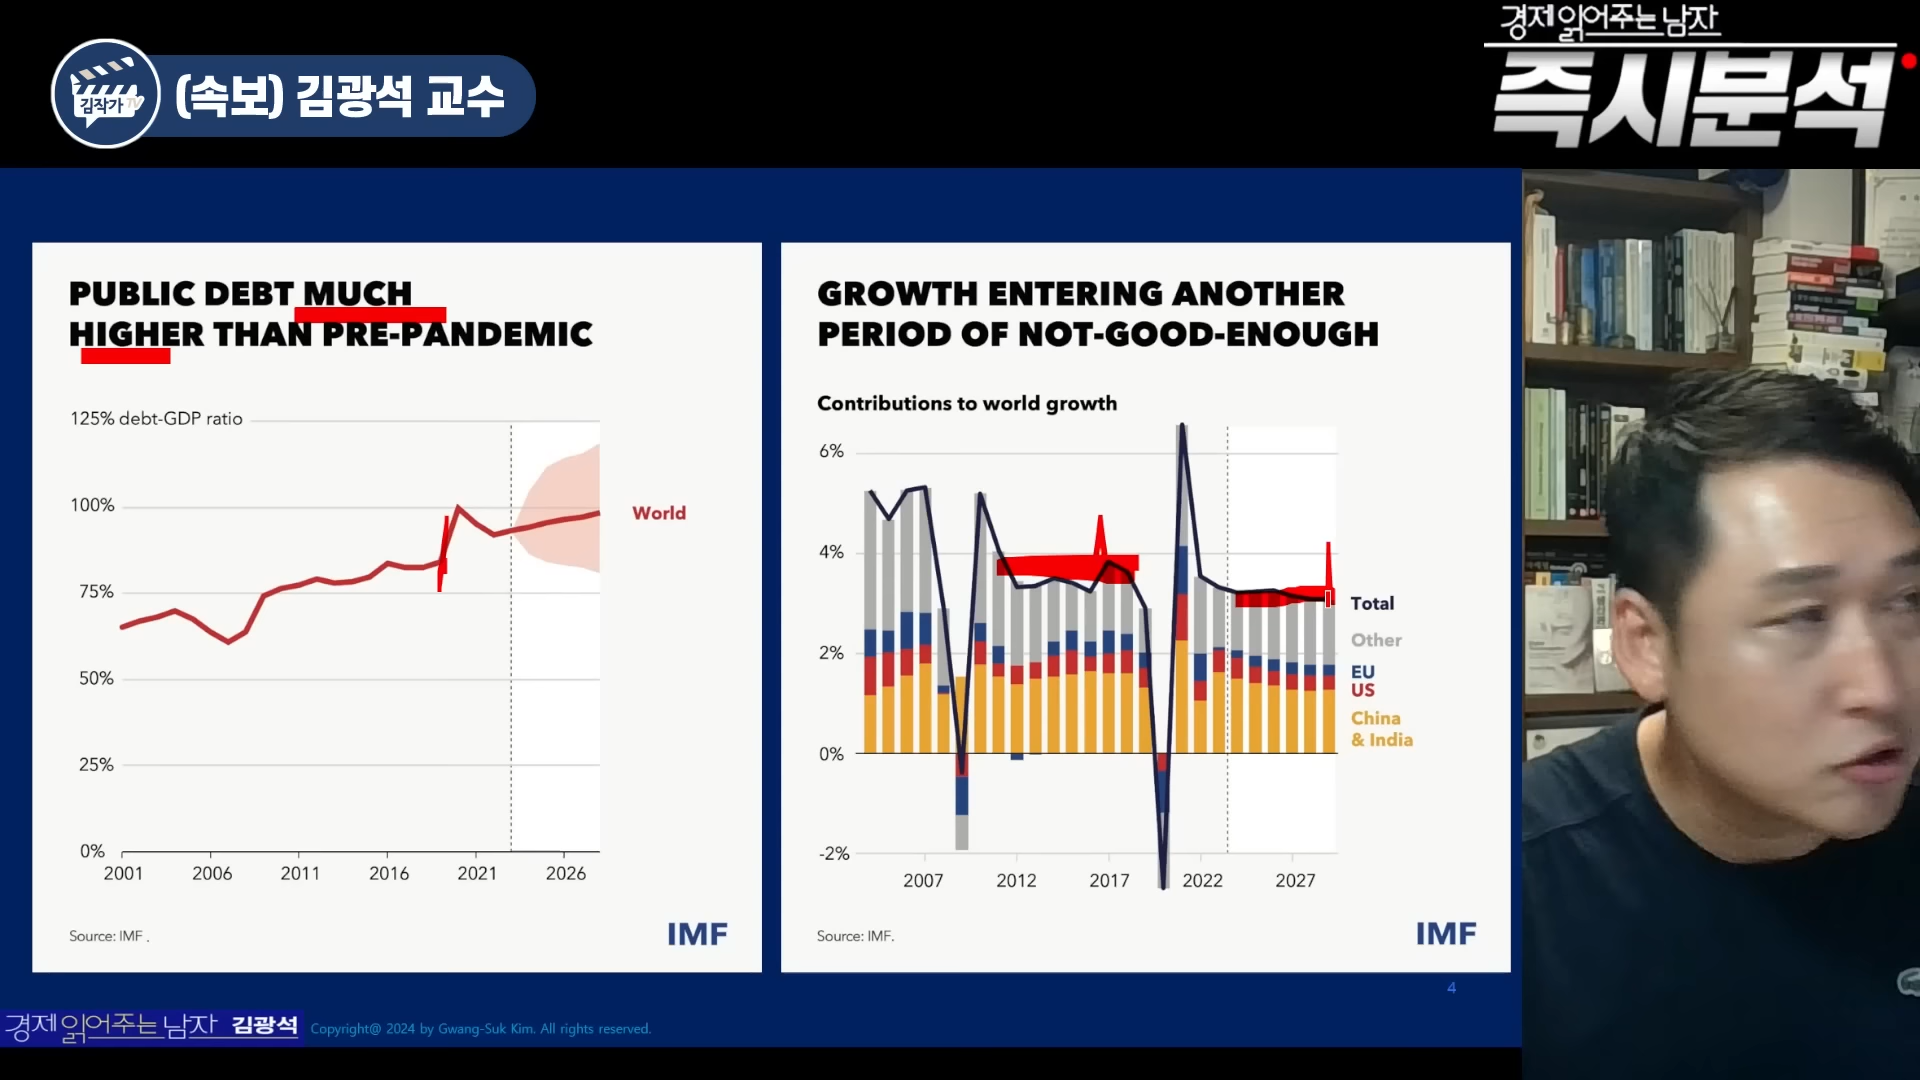 경제 읽어주는 남자
즉시분석
김작가 TV
(속보) 김광석 교수
PUBLIC DEBT MUCH
HIGHER THAN PRE-PANDEMIC
125% debt-GDP ratio
100%
75%
50%
25%
0%
2001 2006 2011 2016 2021 2026
World
Source: IMF .
IMF
GROWTH ENTERING ANOTHER
PERIOD OF NOT-GOOD-ENOUGH
Contributions to world growth
6%
4%
2%
0%
-2%
2007 2012 2017 2022 2027
Total
Other
EU
US
China
& India
Source: IMF.
IMF
4
경제 읽어주는 남자 김광석 Copyright@ 2024 by Gwang-Suk Kim. All rights reserved.